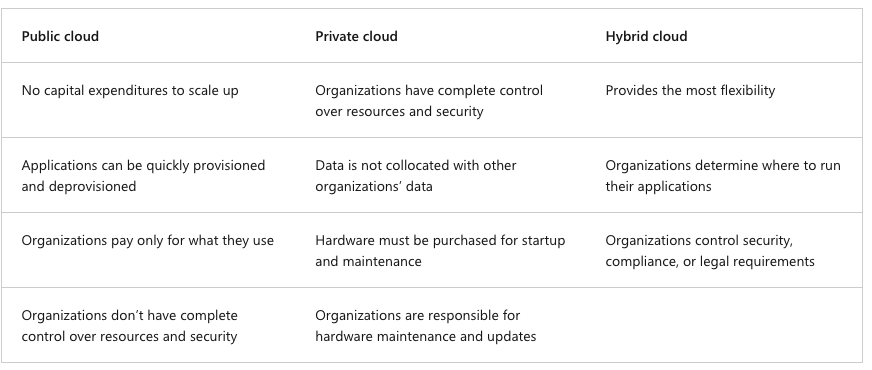 Public cloud
Private cloud
Hybrid cloud
No capital expenditures to scale up
Organizations have complete control
over resources and security
Provides the most flexibility
Applications can be quickly provisioned
and deprovisioned
Data is not collocated with other
organizations’ data
Organizations determine where to run
their applications
Organizations pay only for what they use
Hardware must be purchased for startup
and maintenance
Organizations control security,
compliance, or legal requirements
Organizations don’t have complete
control over resources and security
Organizations are responsible for
hardware maintenance and updates